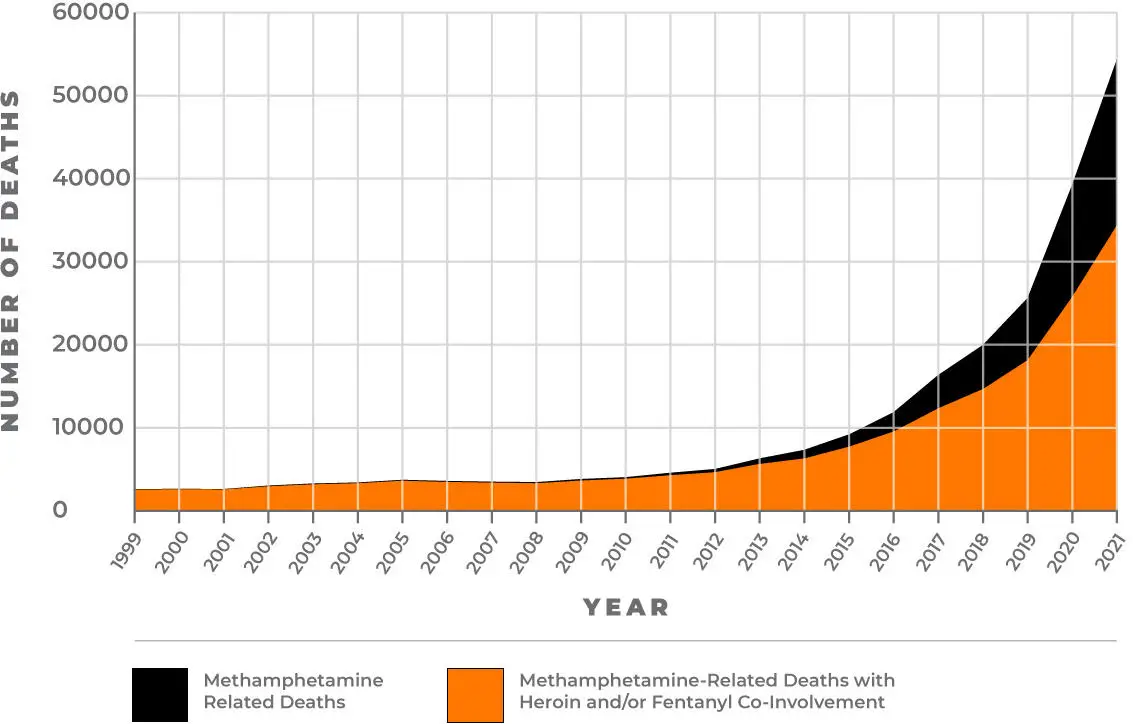 60000
50000
40000
30000
20000
10000
0
NUMBER OF DEATHS
1999 2000 2001 2002 2003 2004 2005 2006 2007 2008 2009 2010 2011 2012 2013 2014 2015 2016 2017 2018 2019 2020 2021
YEAR
Methamphetamine
Related Deaths
Methamphetamine-Related Deaths with
Heroin and/or Fentanyl Co-Involvement